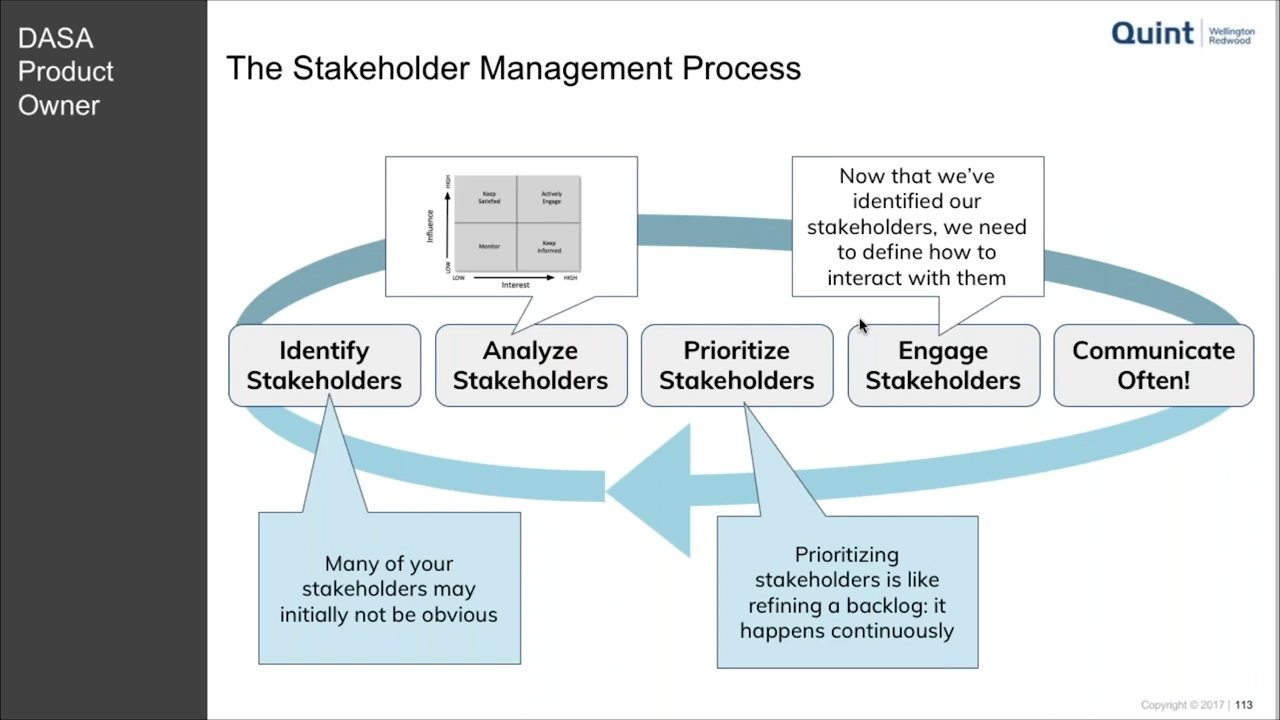 DASA
Product
Owner
The Stakeholder Management Process
Quint
Wellington
Redwood
Influence
HIGH
LOW
Keep
Satisfied
Actively
Engage
Monitor
Keep
Informed
LOW
HIGH
Interest
Now that we’ve
identified our
stakeholders, we need
to define how to
interact with them
Identify
Stakeholders
Analyze
Stakeholders
Prioritize
Stakeholders
Engage
Stakeholders
Communicate
Often!
Many of your
stakeholders may
initially not be obvious
Prioritizing
stakeholders is like
refining a backlog: it
happens continuously
Copyright © 2017 | 113